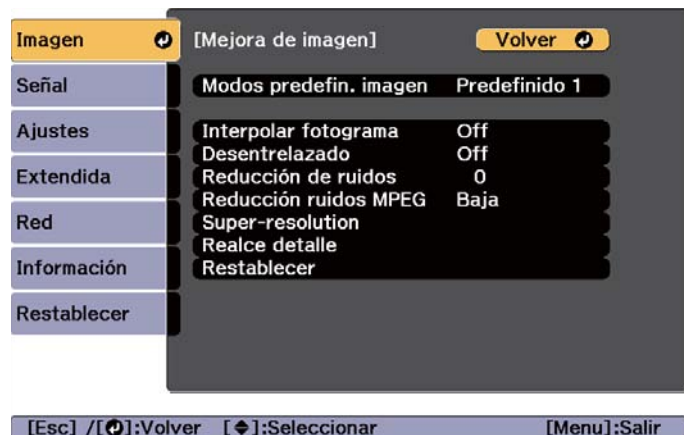 Imagen
[Mejora de imagen] Volver
Señal
Modos predefin. imagen Predefinido 1
Ajustes
Interpolar fotograma Off
Desentrelazado Off
Extendida
Reducción de ruidos 0
Reducción ruidos MPEG Baja
Red
Super-resolution
Realce detalle
Información
Restablecer
Restablecer
[Esc] /[ ]:Volver [ ]:Seleccionar [Menu]:Salir